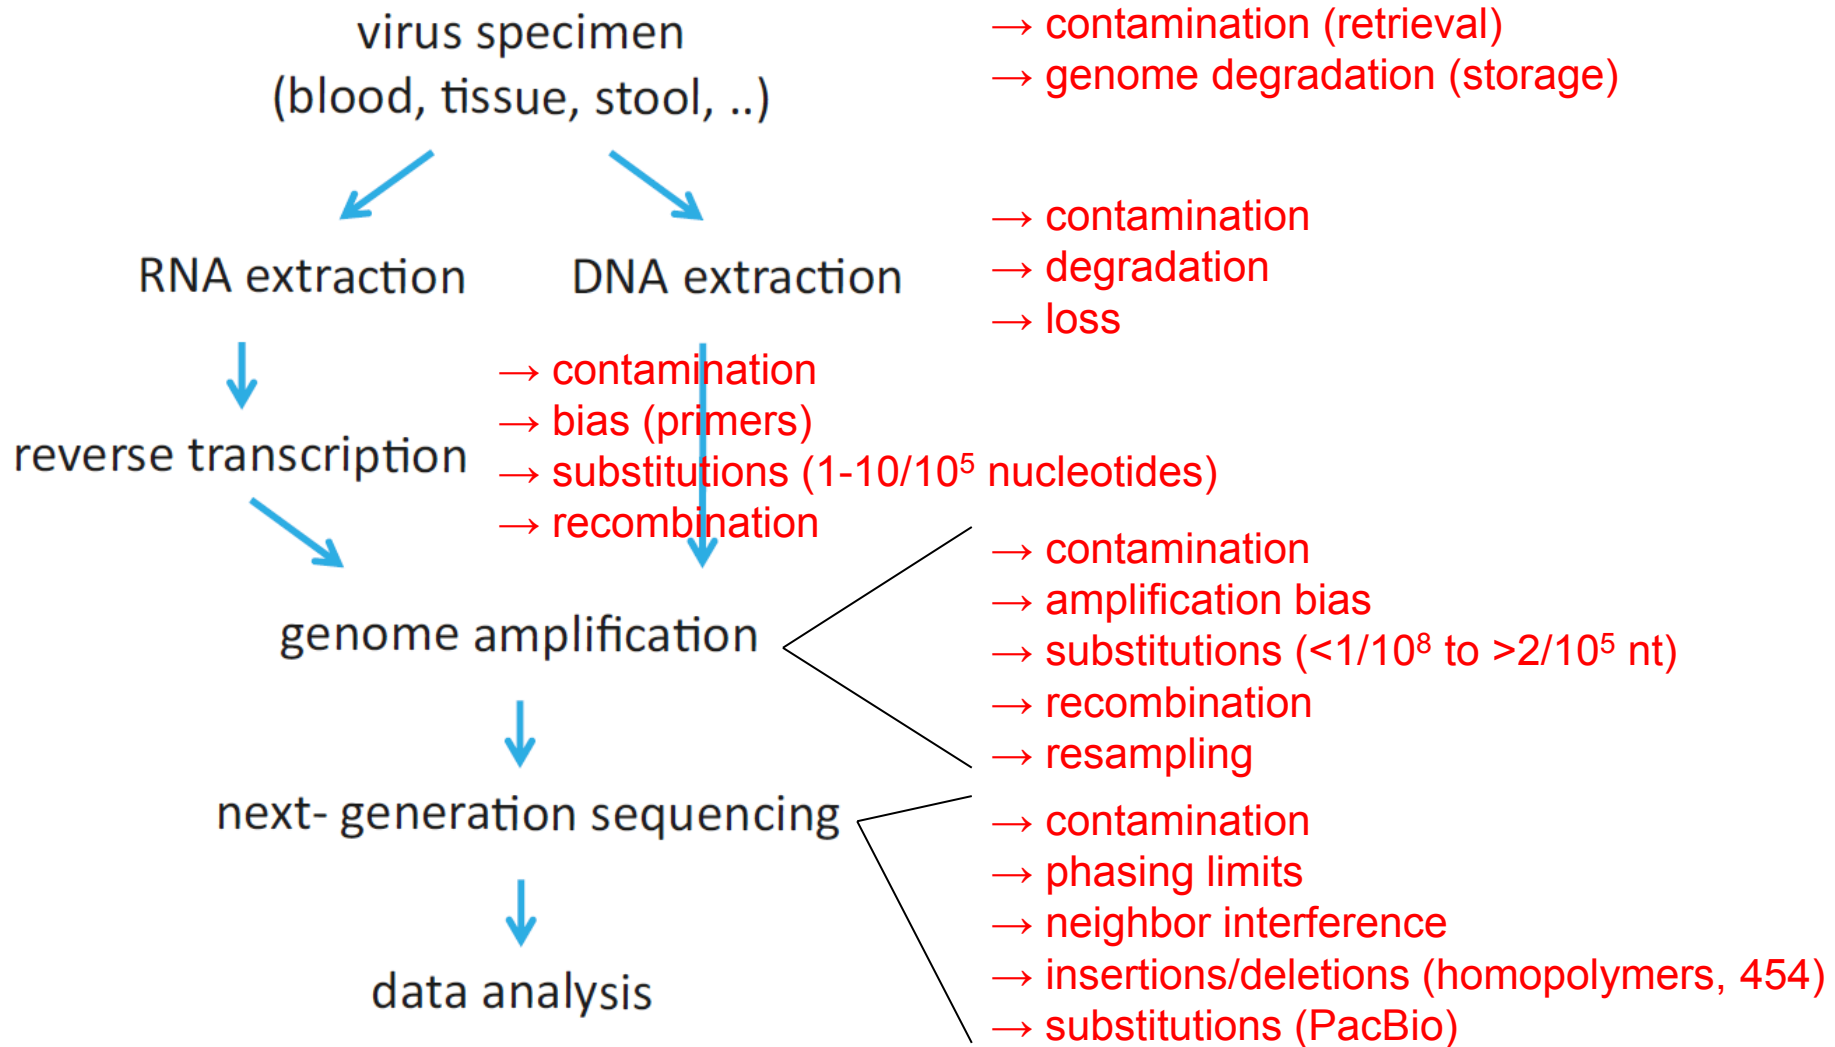 virus specimen
(blood, tissue, stool, ..)
→ contamination (retrieval)
→ genome degradation (storage)
RNA extraction
DNA extraction
→ contamination
→ degradation
→ loss
reverse transcription
→ contamination
→ bias (primers)
→ substitutions (1-10/10⁵ nucleotides)
→ recombination
genome amplification
→ contamination
→ amplification bias
→ substitutions (<1/10⁸ to >2/10⁵ nt)
→ recombination
→ resampling
next- generation sequencing
→ contamination
→ phasing limits
→ neighbor interference
→ insertions/deletions (homopolymers, 454)
→ substitutions (PacBio)
data analysis